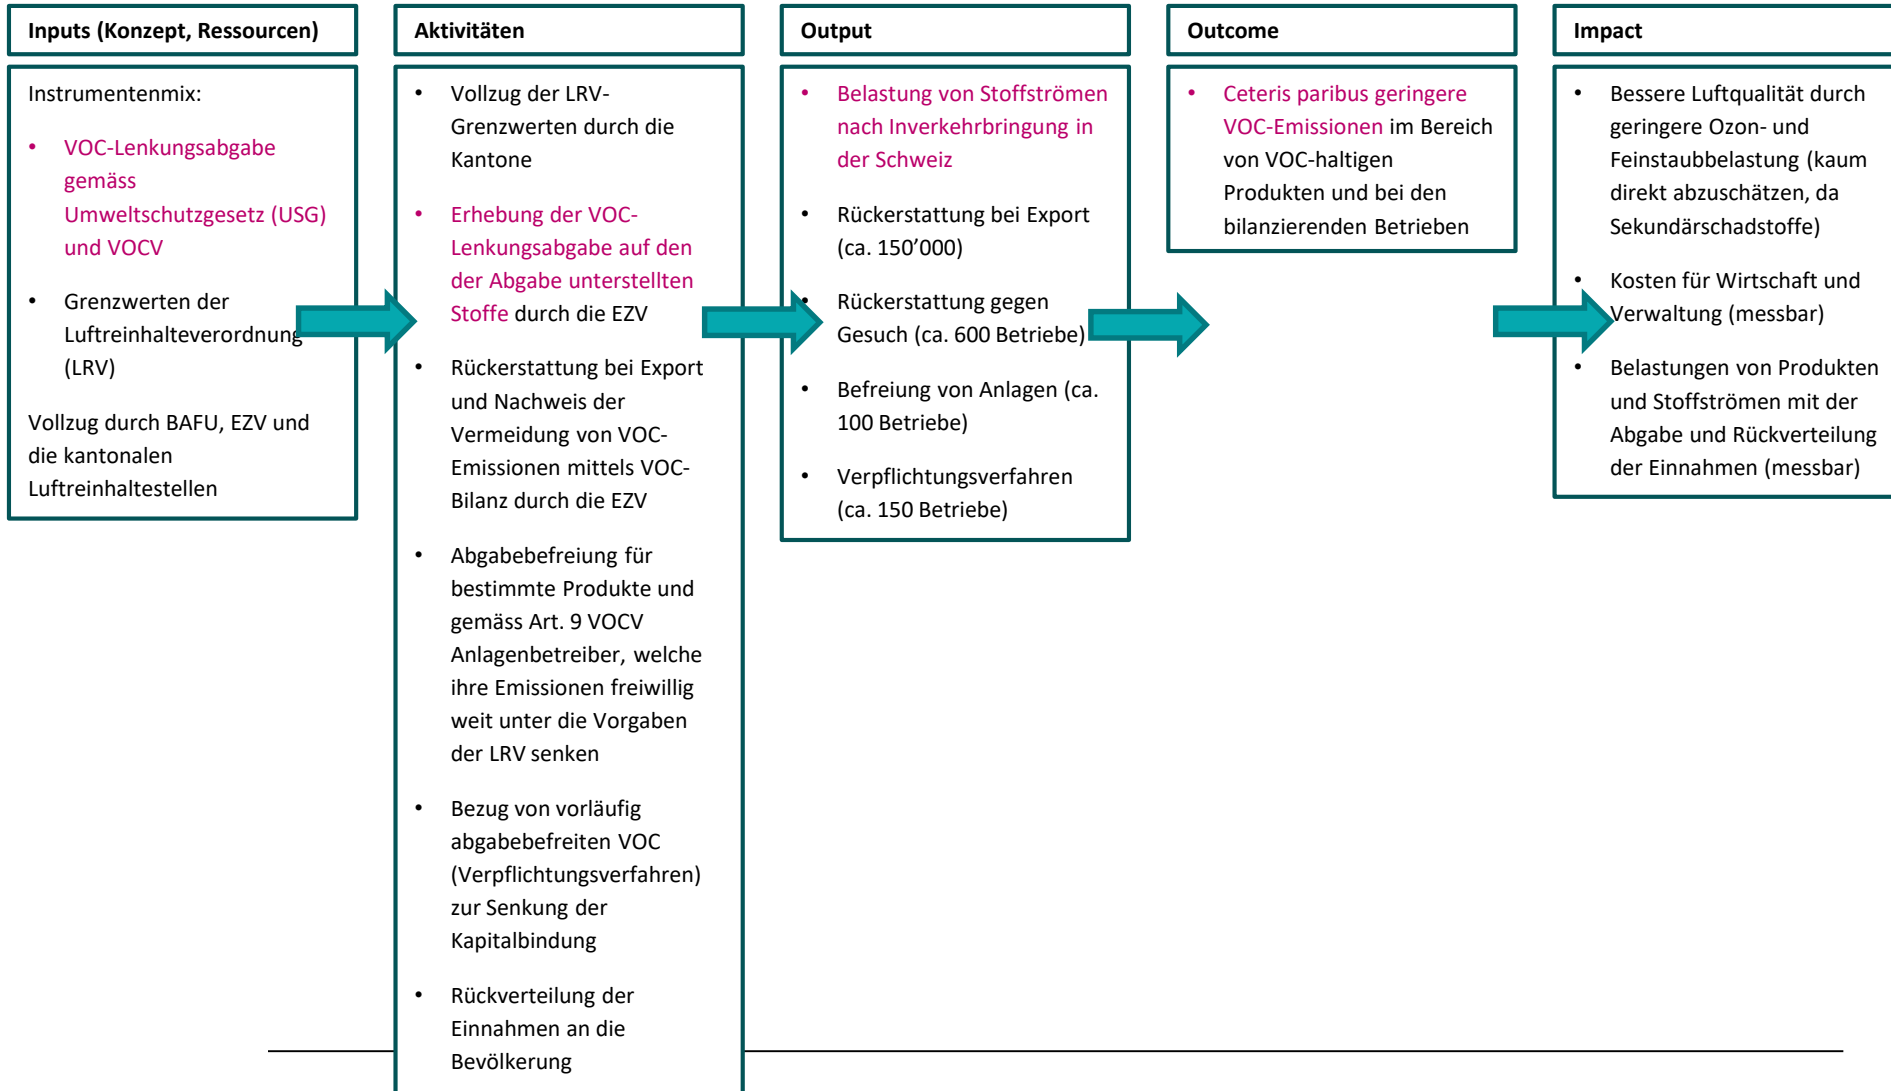 Inputs (Konzept, Ressourcen)
Instrumentenmix:
• VOC-Lenkungsabgabe
gemäss
Umweltschutzgesetz (USG)
und VOCV
• Grenzwerten der
Luftreinhalteverordnung
(LRV)
Vollzug durch BAFU, EZV und
die kantonalen
Luftreinhaltestellen
Aktivitäten
• Vollzug der LRV-
Grenzwerten durch die
Kantone
• Erhebung der VOC-
Lenkungsabgabe auf den
der Abgabe unterstellten
Stoffe durch die EZV
• Rückerstattung bei Export
und Nachweis der
Vermeidung von VOC-
Emissionen mittels VOC-
Bilanz durch die EZV
• Abgabebefreiung für
bestimmte Produkte und
gemäss Art. 9 VOCV
Anlagenbetreiber, welche
ihre Emissionen freiwillig
weit unter die Vorgaben
der LRV senken
• Bezug von vorläufig
abgabebefreiten VOC
(Verpflichtungsverfahren)
zur Senkung der
Kapitalbindung
• Rückverteilung der
Einnahmen an die
Bevölkerung
Output
• Belastung von Stoffströmen
nach Inverkehrbringung in
der Schweiz
• Rückerstattung bei Export
(ca. 150’000)
• Rückerstattung gegen
Gesuch (ca. 600 Betriebe)
• Befreiung von Anlagen (ca.
100 Betriebe)
• Verpflichtungsverfahren
(ca. 150 Betriebe)
Outcome
• Ceteris paribus geringere
VOC-Emissionen im Bereich
von VOC-haltigen
Produkten und bei den
bilanzierenden Betrieben
Impact
• Bessere Luftqualität durch
geringere Ozon- und
Feinstaubbelastung (kaum
direkt abzuschätzen, da
Sekundärschadstoffe)
• Kosten für Wirtschaft und
Verwaltung (messbar)
• Belastungen von Produkten
und Stoffströmen mit der
Abgabe und Rückverteilung
der Einnahmen (messbar)